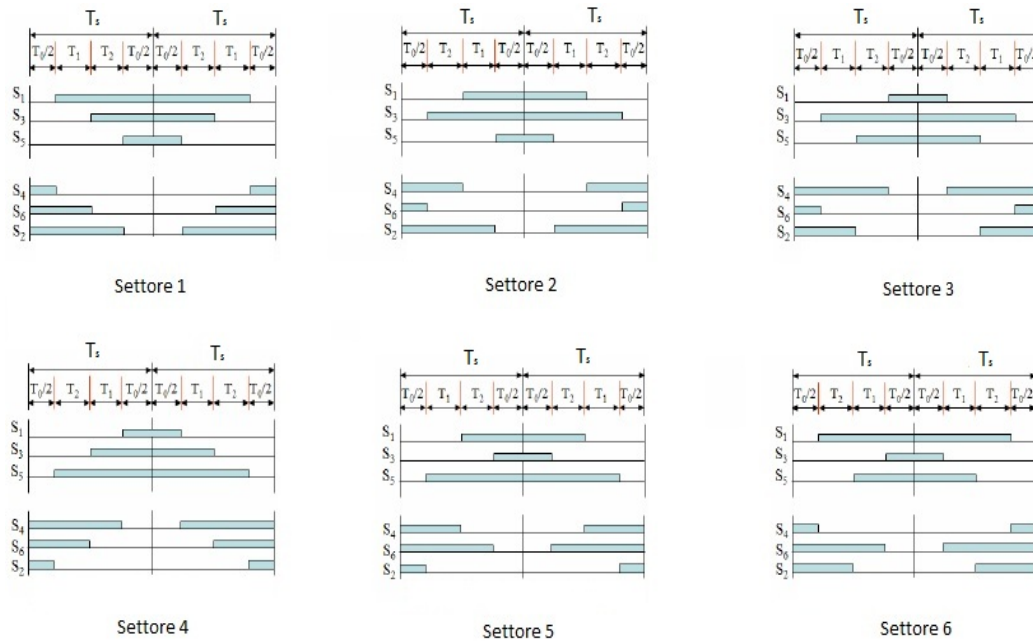 Tₛ Tₛ
T₀/2 T₁ T₂ T₀/2 T₀/2 T₂ T₁ T₀/2
S₁
S₃
S₅
S₄
S₆
S₂
Settore 1
Tₛ Tₛ
T₀/2 T₂ T₁ T₀/2 T₀/2 T₁ T₂ T₀/2
S₁
S₃
S₅
S₄
S₆
S₂
Settore 2
Tₛ Tₛ
T₀/2 T₁ T₂ T₀/2 T₀/2 T₂ T₁ T₀/2
S₁
S₃
S₅
S₄
S₆
S₂
Settore 3
Tₛ Tₛ
T₀/2 T₂ T₁ T₀/2 T₀/2 T₁ T₂ T₀/2
S₁
S₃
S₅
S₄
S₆
S₂
Settore 4
Tₛ Tₛ
T₀/2 T₁ T₂ T₀/2 T₀/2 T₂ T₁ T₀/2
S₁
S₃
S₅
S₄
S₆
S₂
Settore 5
Tₛ Tₛ
T₀/2 T₂ T₁ T₀/2 T₀/2 T₁ T₂ T₀/2
S₁
S₃
S₅
S₄
S₆
S₂
Settore 6